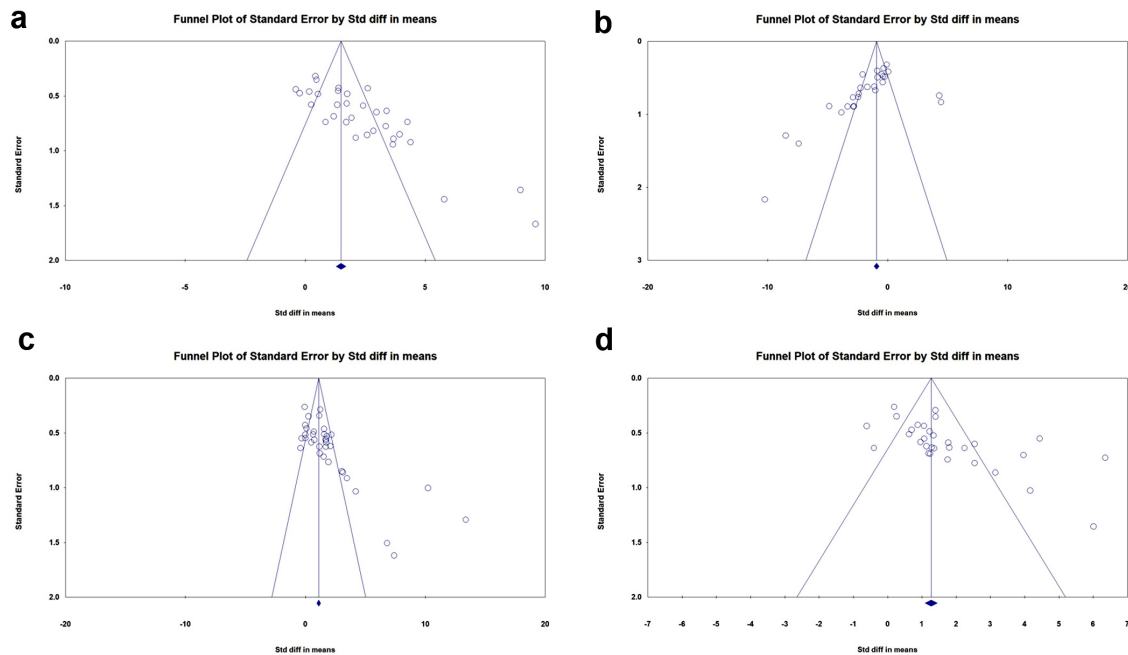 a
Funnel Plot of Standard Error by Std diff in means
0.0
0.5
1.0
1.5
2.0
Standard Error
-10 -5 0 5 10
Std diff in means
b
Funnel Plot of Standard Error by Std diff in means
0
1
2
3
Standard Error
-20 -10 0 10 20
Std diff in means
c
Funnel Plot of Standard Error by Std diff in means
0.0
0.5
1.0
1.5
2.0
Standard Error
-20 -10 0 10 20
Std diff in means
d
Funnel Plot of Standard Error by Std diff in means
0.0
0.5
1.0
1.5
2.0
Standard Error
-7 -6 -5 -4 -3 -2 -1 0 1 2 3 4 5 6 7
Std diff in means